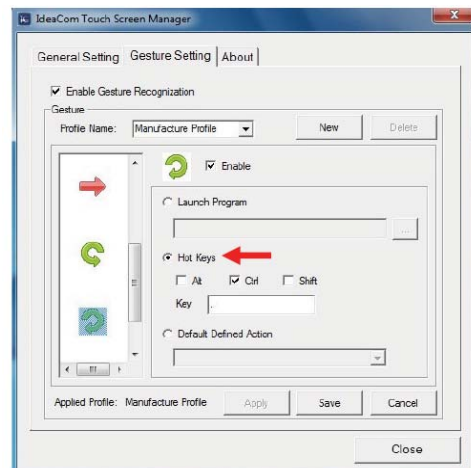 IdeaCom Touch Screen Manager
General Setting Gesture Setting About
Enable Gesture Recognization
Gesture
Profile Name: Manufacture Profile New Delete
Enable
Launch Program
...
Hot Keys
Alt Ctrl Shift
Key .
Default Defined Action
Applied Profile: Manufacture Profile Apply Save Cancel
Close